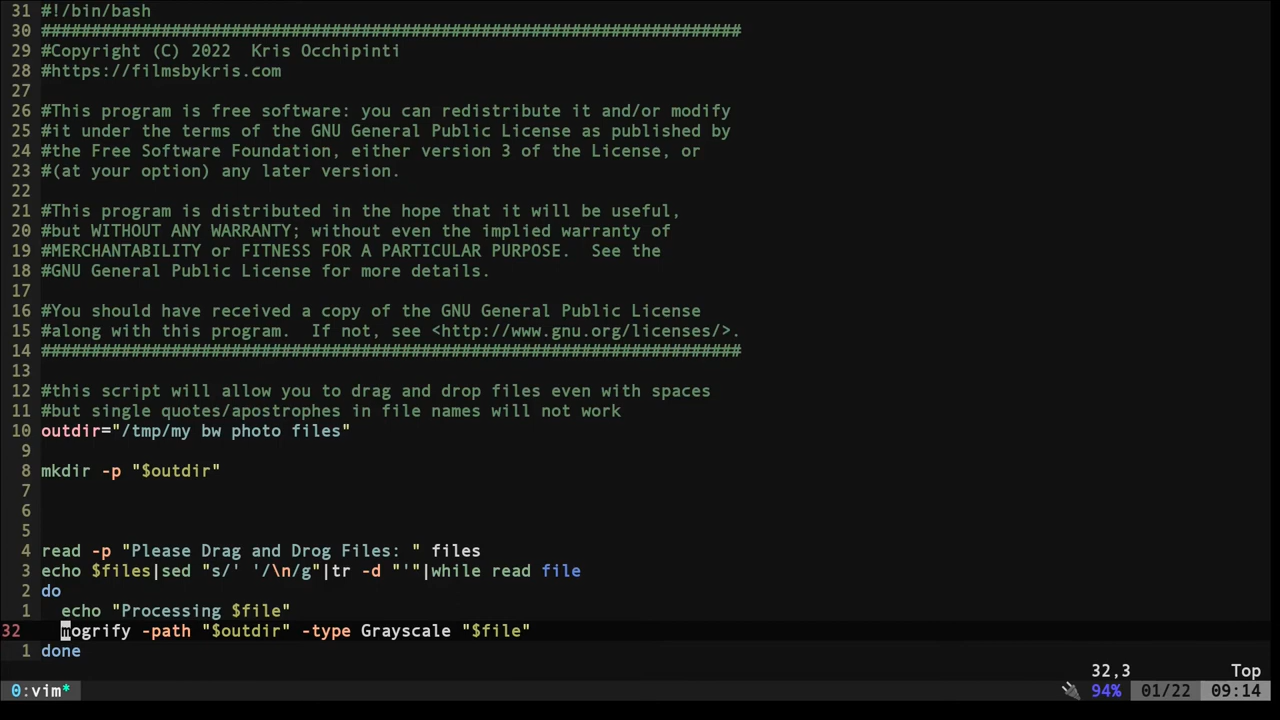 31 #!/bin/bash
30 ######################################################################
29 #Copyright (C) 2022  Kris Occhipinti
28 #https://filmsbykris.com
27
26 #This program is free software: you can redistribute it and/or modify
25 #it under the terms of the GNU General Public License as published by
24 #the Free Software Foundation, either version 3 of the License, or
23 #(at your option) any later version.
22
21 #This program is distributed in the hope that it will be useful,
20 #but WITHOUT ANY WARRANTY; without even the implied warranty of
19 #MERCHANTABILITY or FITNESS FOR A PARTICULAR PURPOSE.  See the
18 #GNU General Public License for more details.
17
16 #You should have received a copy of the GNU General Public License
15 #along with this program.  If not, see <http://www.gnu.org/licenses/>.
14 ######################################################################
13
12 #this script will allow you to drag and drop files even with spaces
11 #but single quotes/apostrophes in file names will not work
10 outdir="/tmp/my bw photo files"
9
8 mkdir -p "$outdir"
7
6
5
4 read -p "Please Drag and Drog Files: " files
3 echo $files|sed "s/' '/\n/g"|tr -d "'"|while read file
2 do
1   echo "Processing $file"
32   mogrify -path "$outdir" -type Grayscale "$file"
1 done
32,3 Top
0:vim* 94% 01/22 09:14